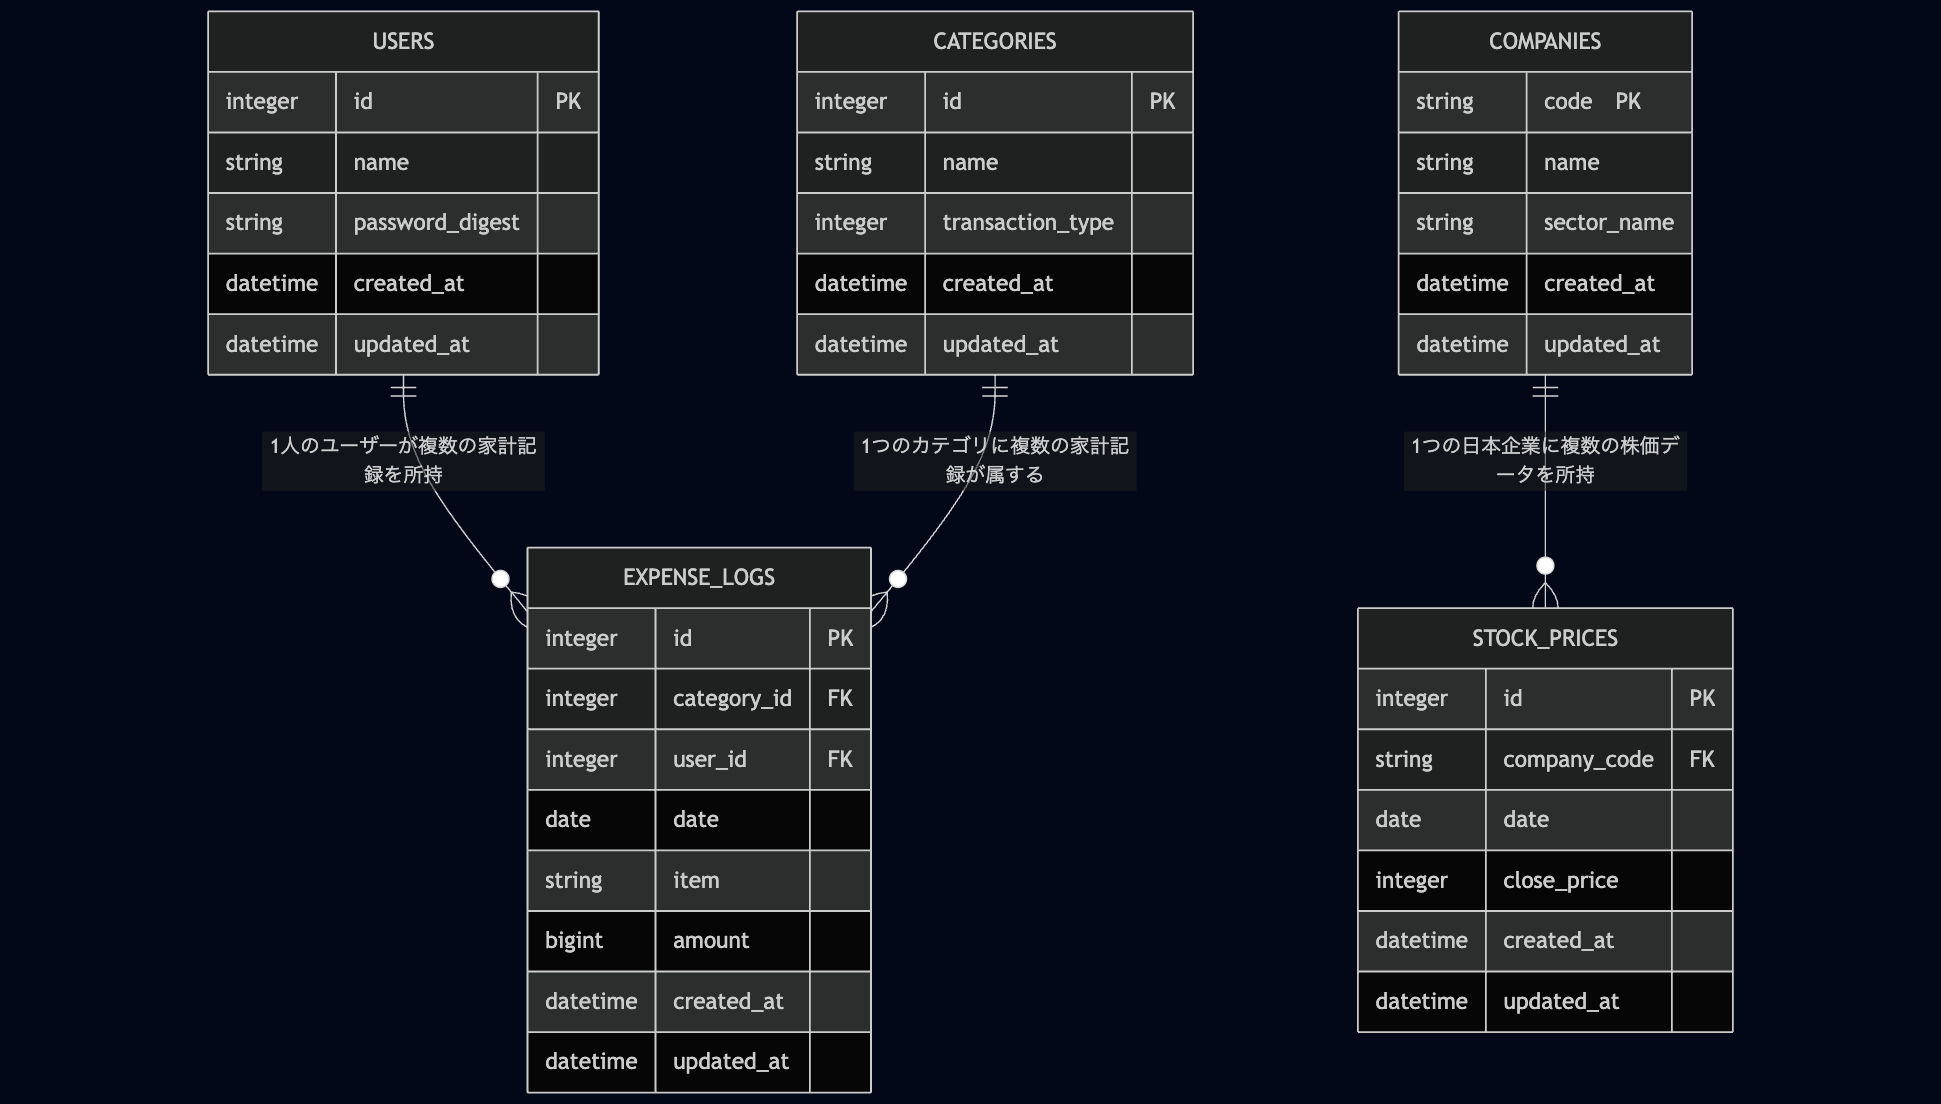 USERS
integer id PK
string name
string password_digest
datetime created_at
datetime updated_at
CATEGORIES
integer id PK
string name
integer transaction_type
datetime created_at
datetime updated_at
COMPANIES
string code PK
string name
string sector_name
datetime created_at
datetime updated_at
1人のユーザーが複数の家計記
録を所持
1つのカテゴリに複数の家計記
録が属する
1つの日本企業に複数の株価デ
ータを所持
EXPENSE_LOGS
integer id PK
integer category_id FK
integer user_id FK
date date
string item
bigint amount
datetime created_at
datetime updated_at
STOCK_PRICES
integer id PK
string company_code FK
date date
integer close_price
datetime created_at
datetime updated_at